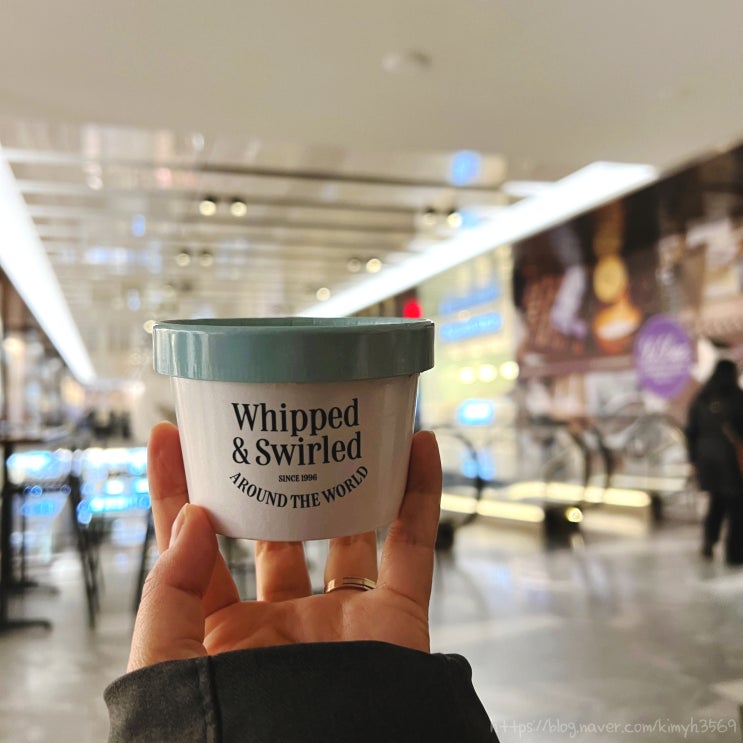 Whipped
& Swirled
SINCE 1996
AROUND THE WORLD
https://blog.naver.com/kimyh3569